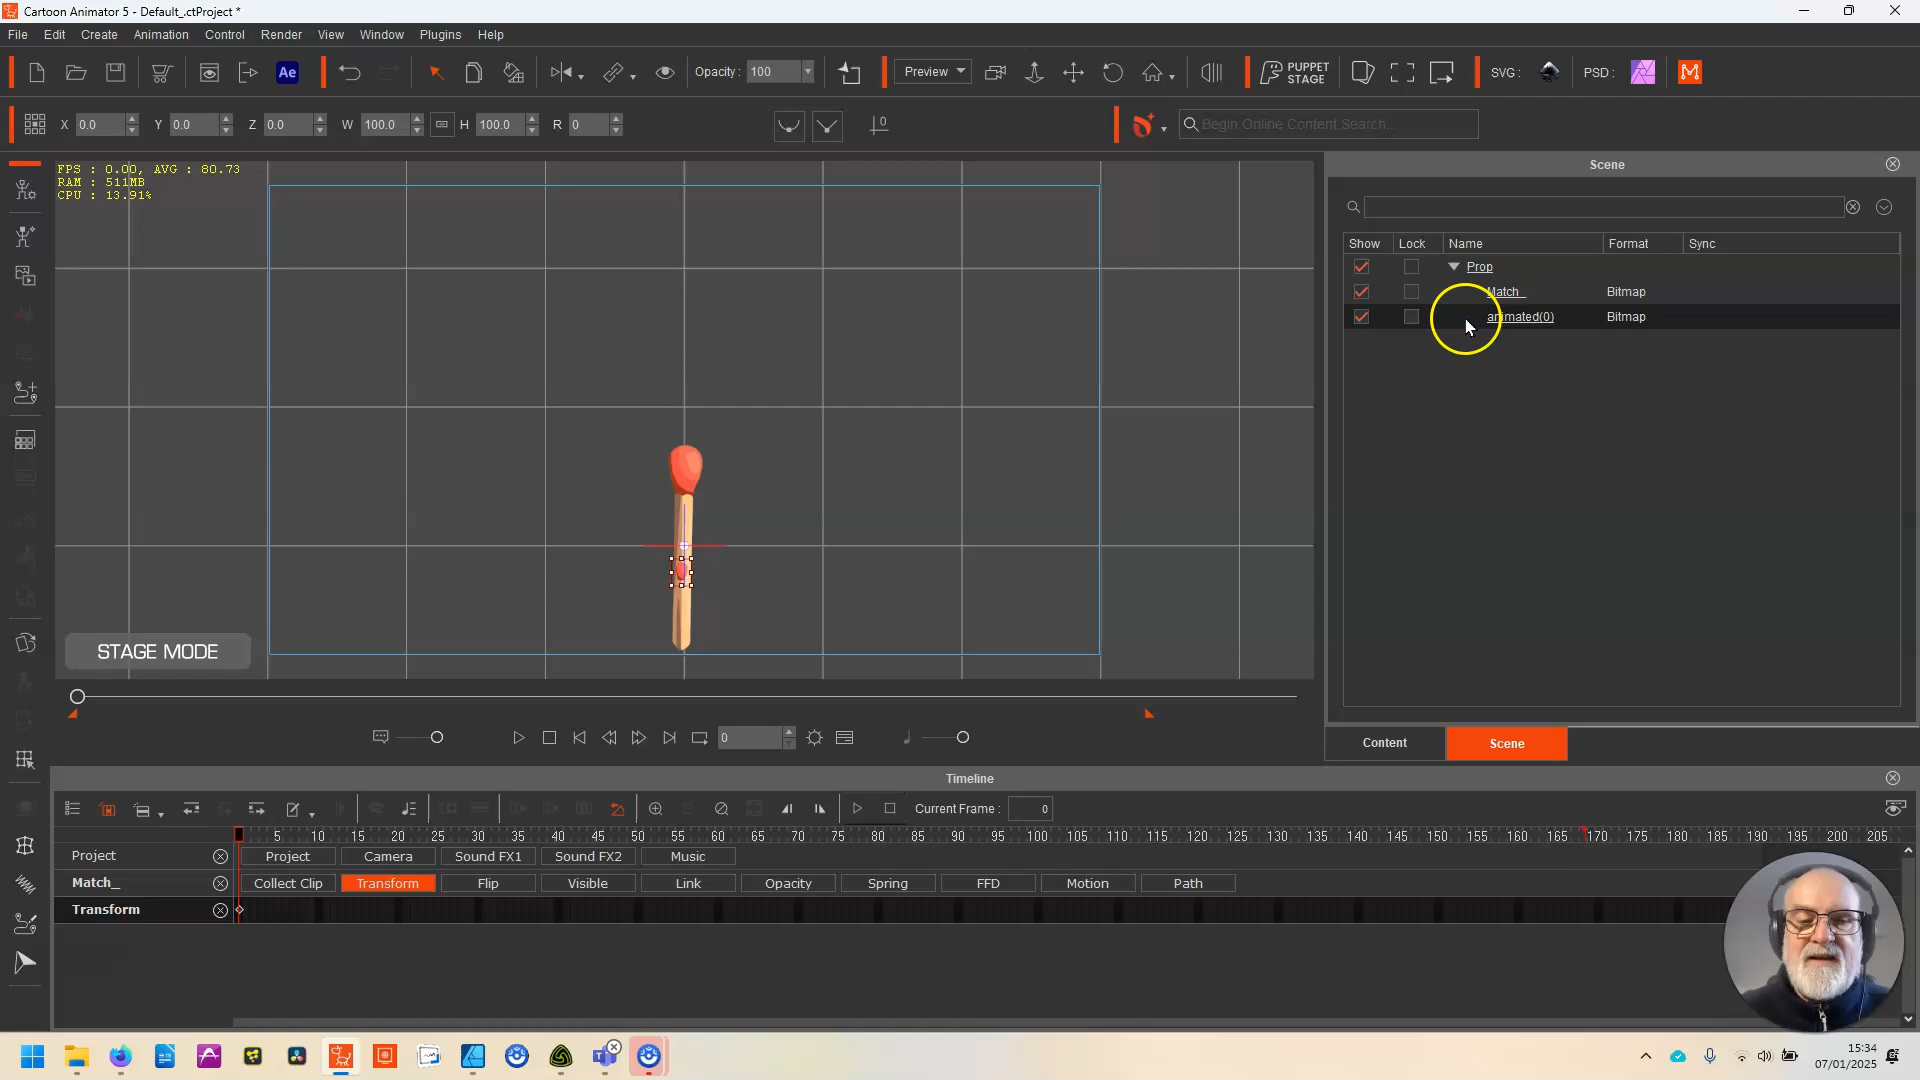 Cartoon Animator 5 - Default_.ctProject *
File Edit Create Animation Control Render View Window Plugins Help
Ae Opacity : 100 Preview PUPPET STAGE SVG : PSD :
X 0.0 Y 0.0 Z 0.0 W 100.0 H 100.0 R 0 Begin Online Content Search...
FPS : 0.00, AVG : 80.73
RAM : 511MB
CPU : 13.91%
STAGE MODE
Scene
Show Lock Name Format Sync
Prop
Match_ Bitmap
animated(0) Bitmap
0
Content Scene
Timeline
Current Frame : 0
5 10 15 20 25 30 35 40 45 50 55 60 65 70 75 80 85 90 95 100 105 110 115 120 125 130 135 140 145 150 155 160 165 170 175 180 185 190 195 200 205
Project Project Camera Sound FX1 Sound FX2 Music
Match_ Collect Clip Transform Flip Visible Link Opacity Spring FFD Motion Path
Transform
15:34
07/01/2025